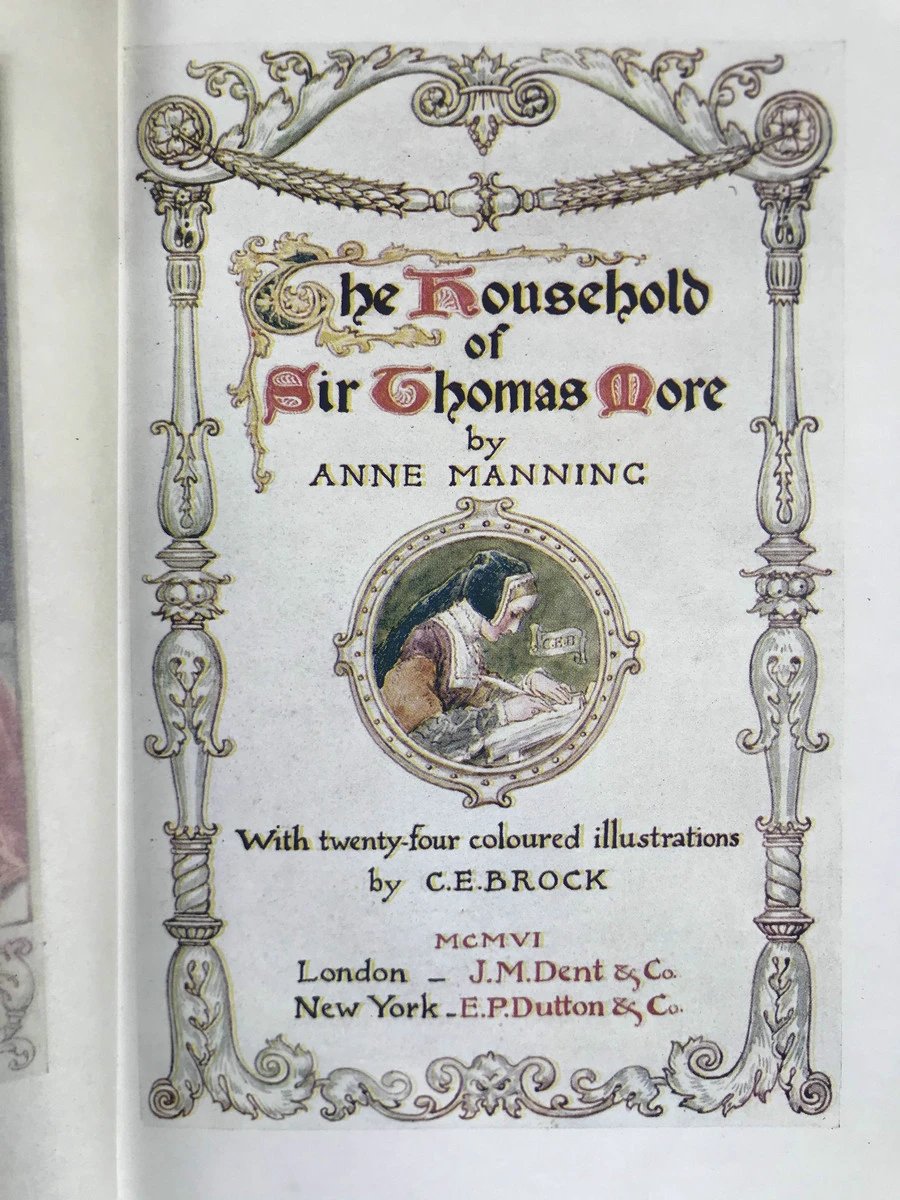 The Household
of
Sir Thomas More
by
ANNE MANNING
With twenty-four coloured illustrations
by C.E.BROCK
MCMVI
London - J.M.Dent & Co.
New York - E.P.Dutton & Co.